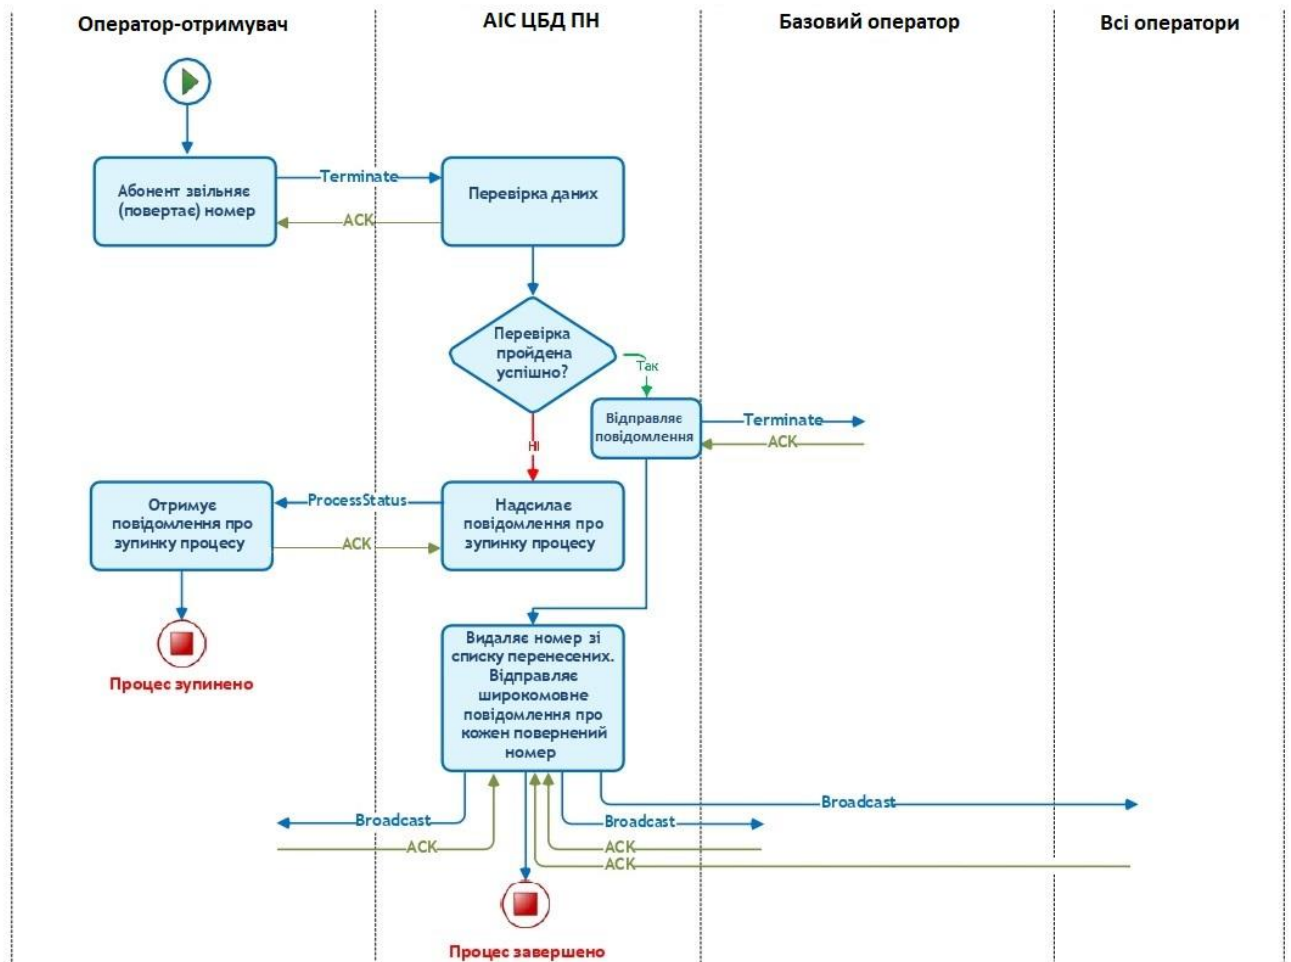 Оператор-отримувач
АІС ЦБД ПН
Базовий оператор
Всі оператори
Абонент звільняє
(повертає) номер
Terminate
ACK
Перевірка даних
Перевірка
пройдена
успішно?
Так
Відправляє
повідомлення
Terminate
ACK
НІ
Отримує
повідомлення про
зупинку процесу
ProcessStatus
ACK
Надсилає
повідомлення про
зупинку процесу
Процес зупинено
Видаляє номер зі
списку перенесених.
Відправляє
широкомовне
повідомлення про
кожен повернений
номер
Broadcast
Broadcast
Broadcast
ACK
ACK
ACK
Процес завершено